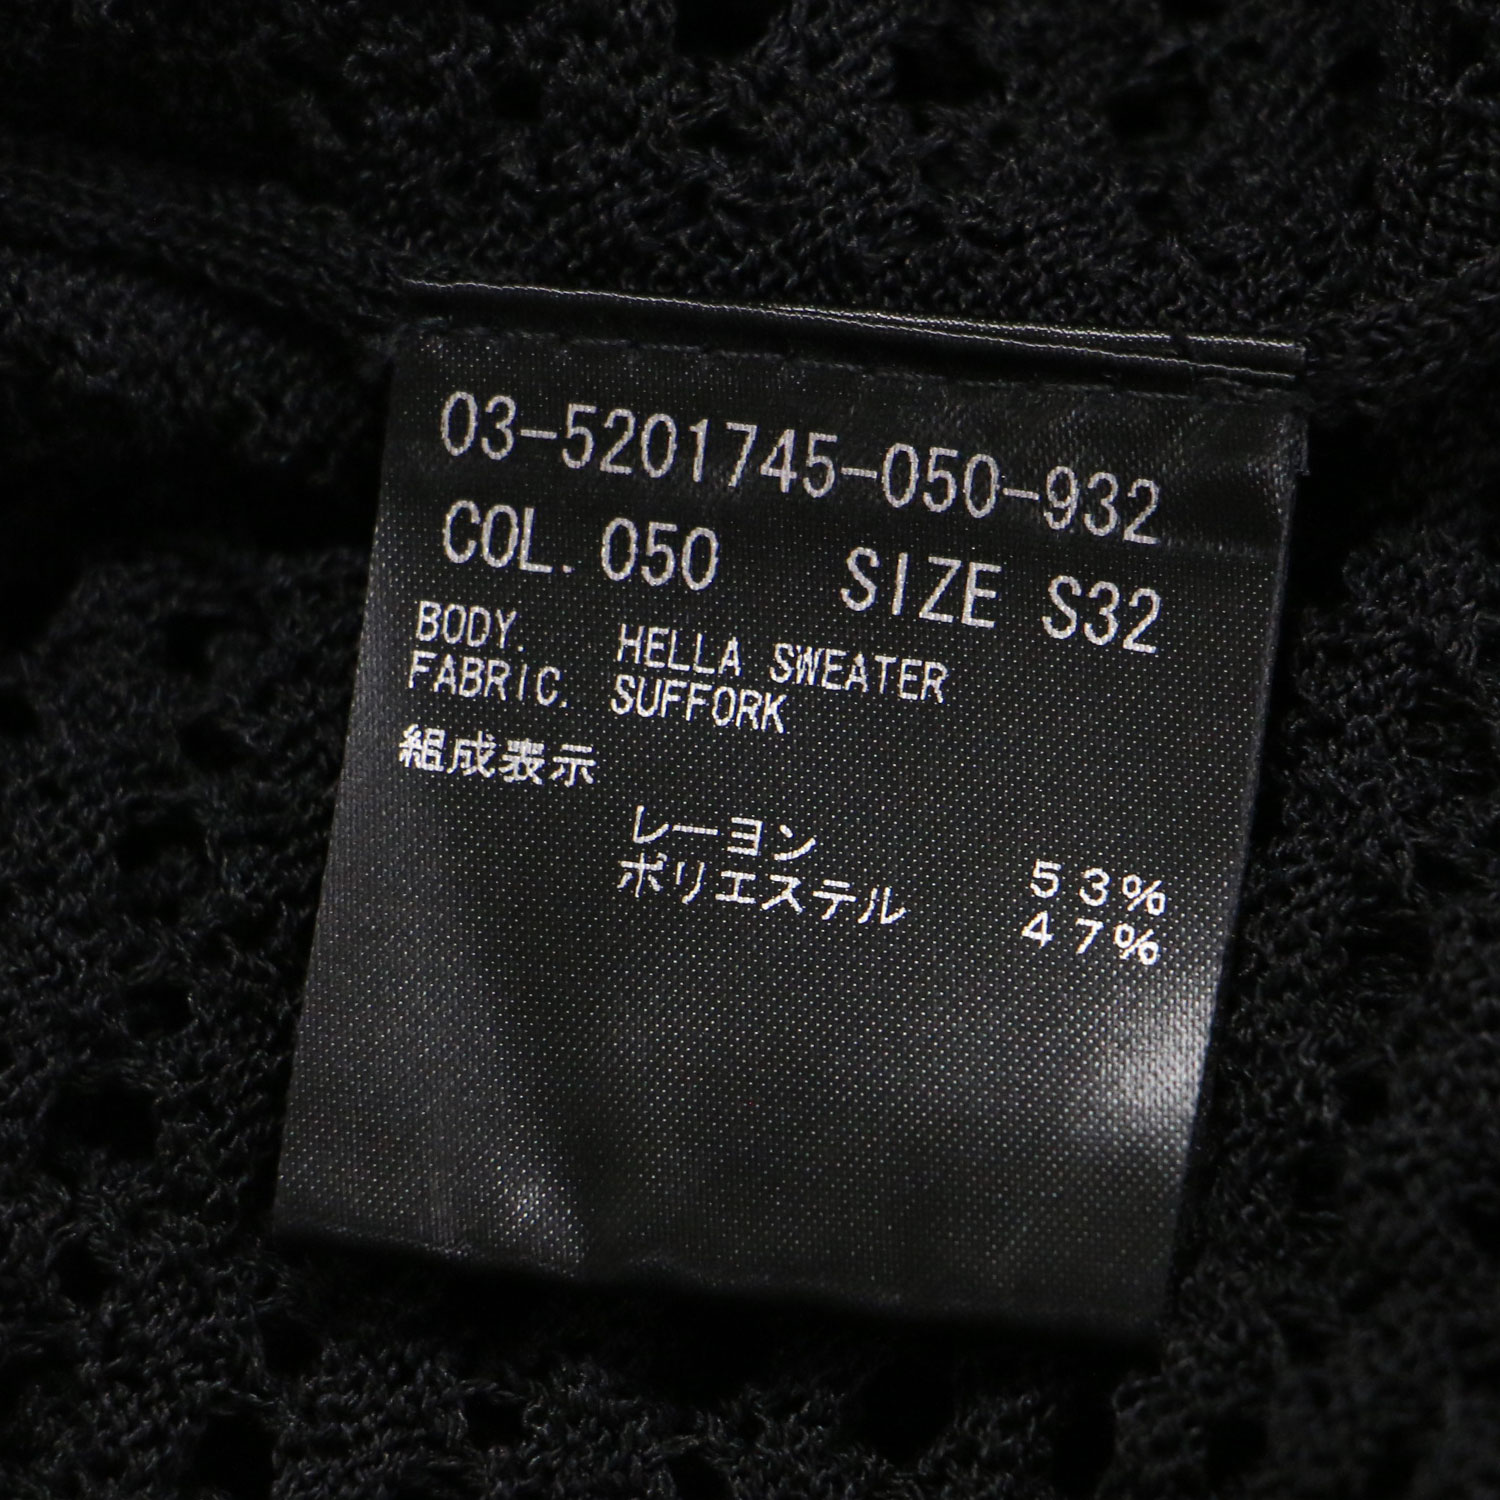 03-5201745-050-932
COL. 050 SIZE S32
BODY. HELLA SWEATER
FABRIC. SUFFORK
組成表示
レーヨン 53%
ポリエステル 47%